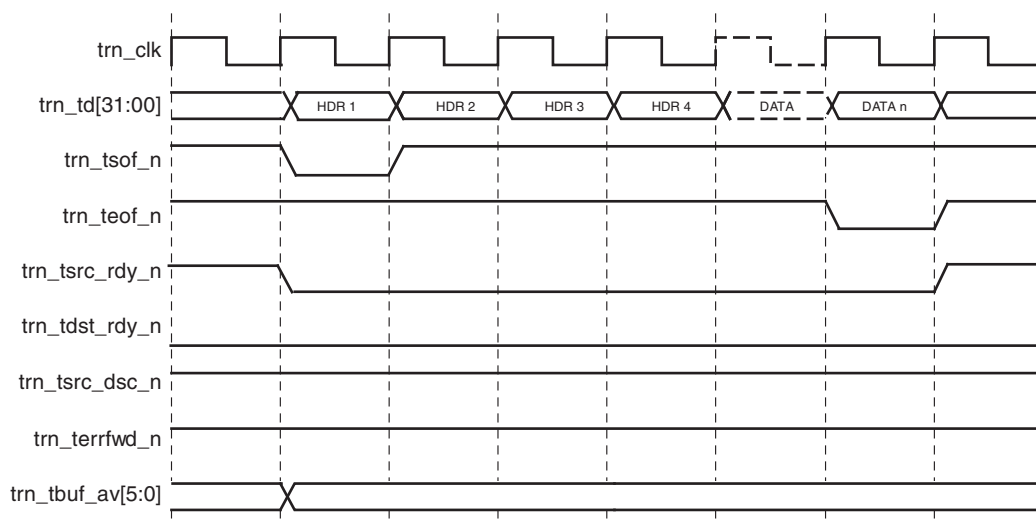 trn_clk
trn_td[31:00] HDR 1 HDR 2 HDR 3 HDR 4 DATA DATA n
trn_tsof_n
trn_teof_n
trn_tsrc_rdy_n
trn_tdst_rdy_n
trn_tsrc_dsc_n
trn_terrfwd_n
trn_tbuf_av[5:0]